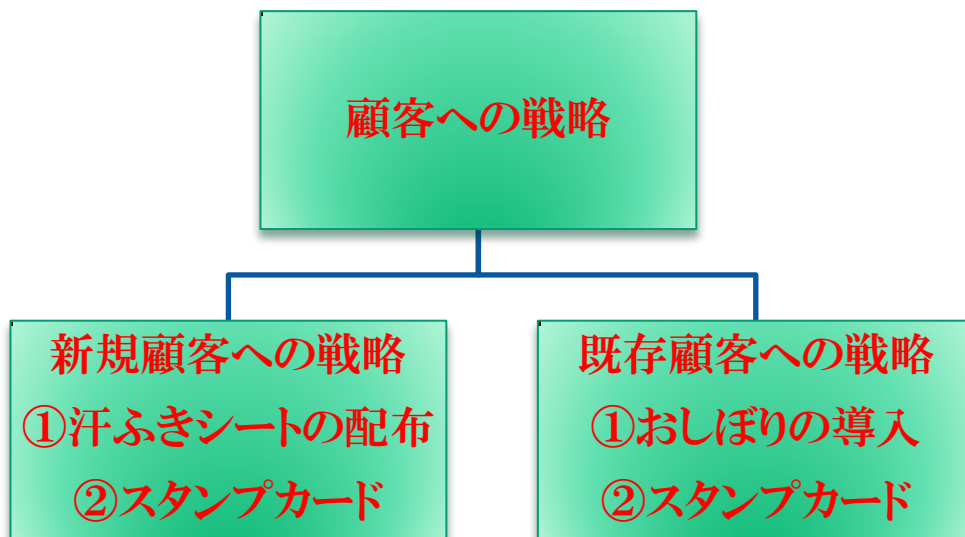 顧客への戦略
新規顧客への戦略
①汗ふきシートの配布
②スタンプカード
既存顧客への戦略
①おしぼりの導入
②スタンプカード